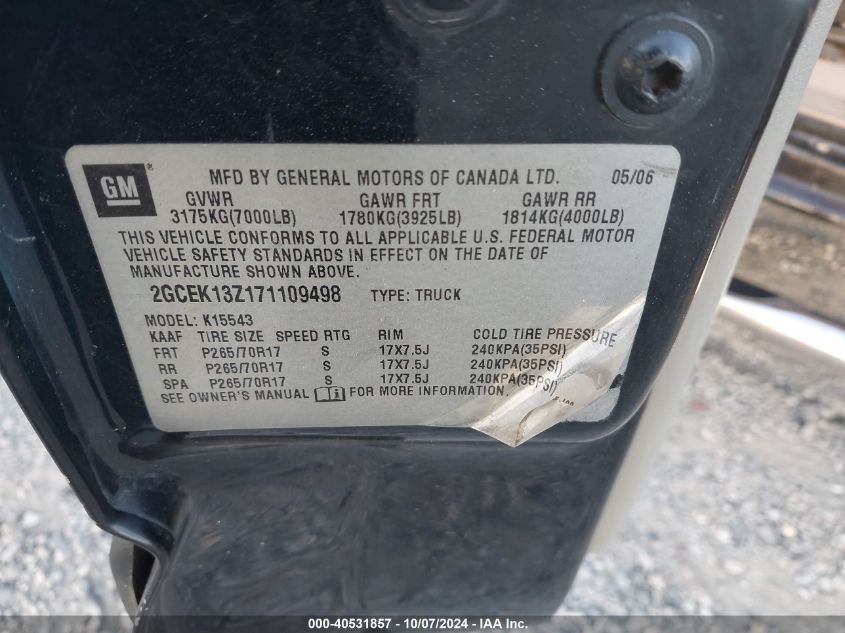 GM ® MFD BY GENERAL MOTORS OF CANADA LTD. 05/06
GVWR GAWR FRT GAWR RR
3175KG(7000LB) 1780KG(3925LB) 1814KG(4000LB)
THIS VEHICLE CONFORMS TO ALL APPLICABLE U.S. FEDERAL MOTOR
VEHICLE SAFETY STANDARDS IN EFFECT ON THE DATE OF
MANUFACTURE SHOWN ABOVE.
2GCEK13Z171109498 TYPE: TRUCK
MODEL: K15543
KAAF TIRE SIZE SPEED RTG RIM COLD TIRE PRESSURE
FRT P265/70R17 S 17X7.5J 240KPA(35PSI)
RR P265/70R17 S 17X7.5J 240KPA(35PSI)
SPA P265/70R17 S 17X7.5J 240KPA(35PSI)
SEE OWNER'S MANUAL FOR MORE INFORMATION.
000-40531857 - 10/07/2024 - IAA Inc.